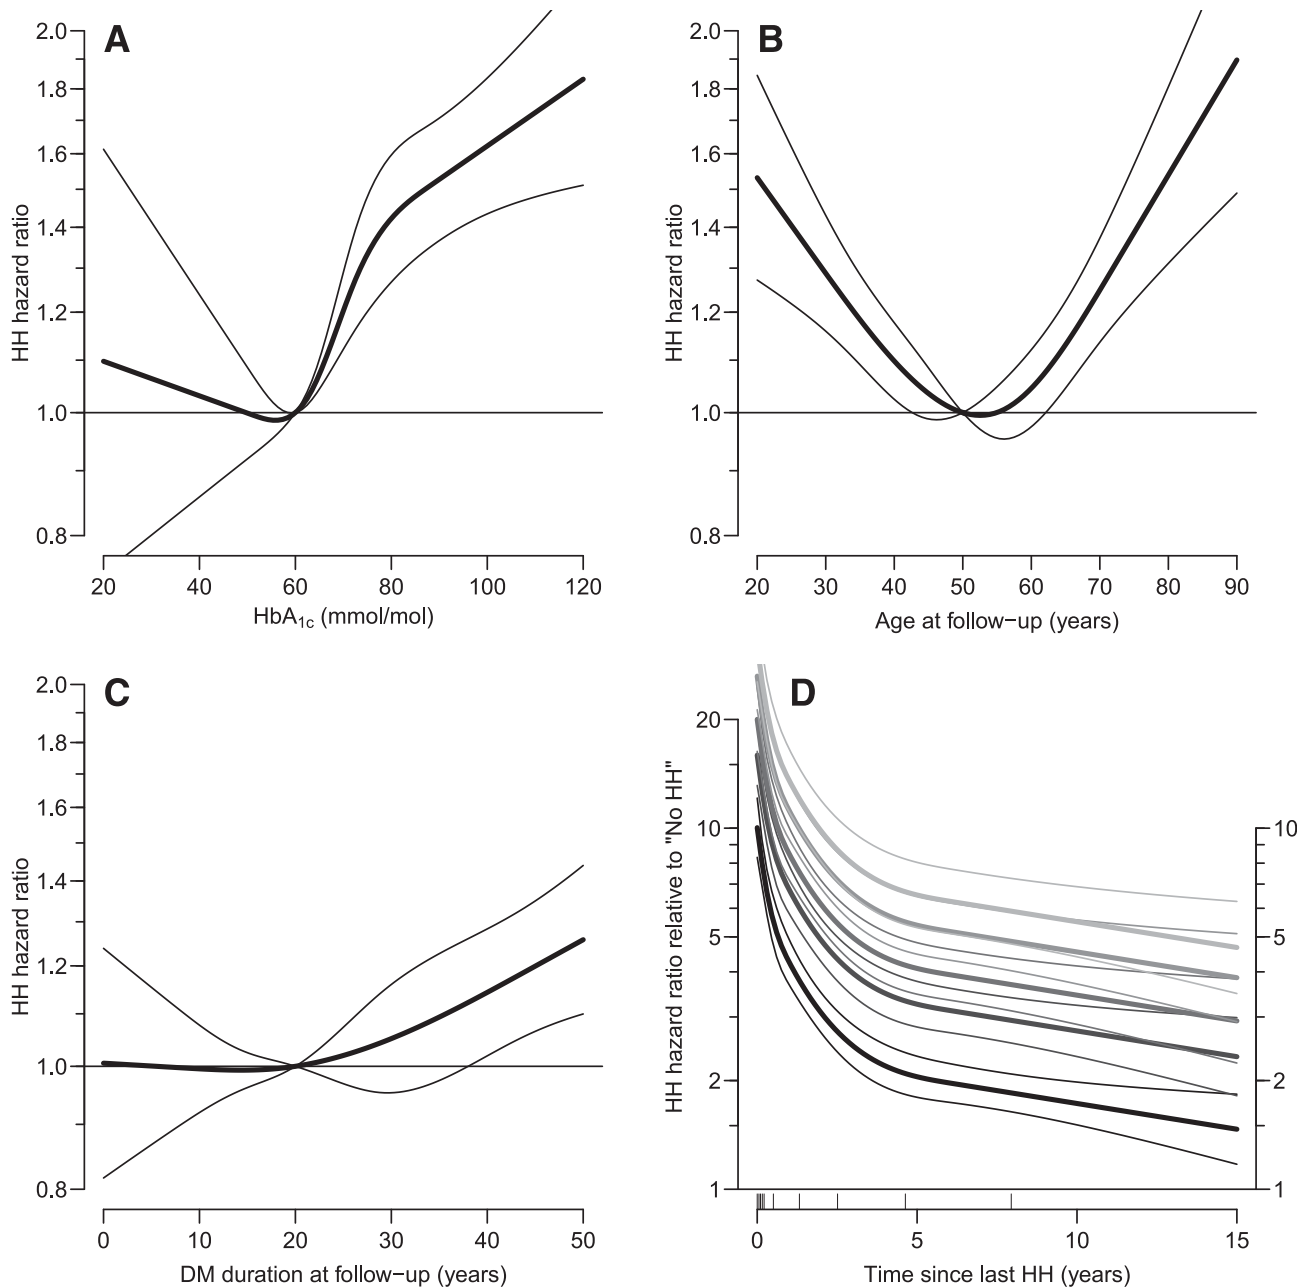 A
2.0
1.8
1.6
1.4
1.2
1.0
0.8
HH hazard ratio
20 40 60 80 100 120
HbA1c (mmol/mol)
B
2.0
1.8
1.6
1.4
1.2
1.0
0.8
HH hazard ratio
20 30 40 50 60 70 80 90
Age at follow−up (years)
C
2.0
1.8
1.6
1.4
1.2
1.0
0.8
HH hazard ratio
0 10 20 30 40 50
DM duration at follow−up (years)
D
20
10
5
2
1
HH hazard ratio relative to "No HH"
10
5
2
1
0 5 10 15
Time since last HH (years)